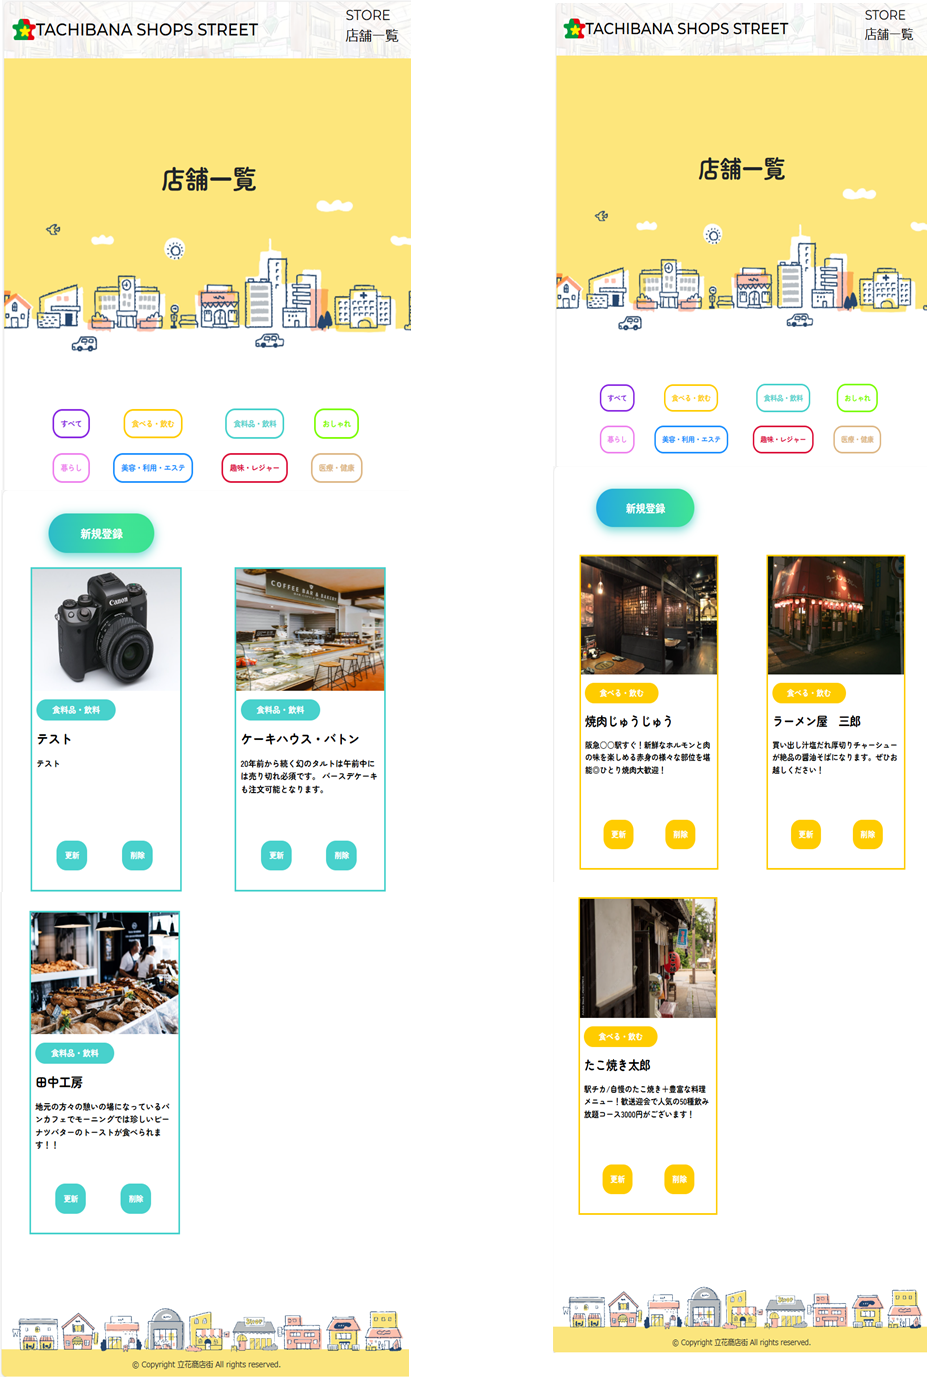 TACHIBANA SHOPS STREET
STORE
店舗一覧
店舗一覧
すべて
食べる・飲む
食料品・飲料
おしゃれ
暮らし
美容・利用・エステ
趣味・レジャー
医療・健康
新規登録
Canon
COFFEE BAR & BAKERY
食料品・飲料
テスト
テスト
更新
削除
食料品・飲料
ケーキハウス・バトン
20年前から続く幻のタルトは午前中に
は売り切れ必須です。 バースデケーキ
も注文可能となります。
更新
削除
食料品・飲料
田中工房
地元の方々の憩いの場になっているパ
ンカフェでモーニングでは珍しいピー
ナツバターのトーストが食べられま
す！！
更新
削除
© Copyright 立花商店街 All rights reserved.
TACHIBANA SHOPS STREET
STORE
店舗一覧
店舗一覧
すべて
食べる・飲む
食料品・飲料
おしゃれ
暮らし
美容・利用・エステ
趣味・レジャー
医療・健康
新規登録
食べる・飲む
焼肉じゅうじゅう
阪急〇〇駅すぐ！新鮮なホルモンと肉
の味を楽しめる赤身の様々な部位を堪
能◎ひとり焼肉大歓迎！
更新
削除
食べる・飲む
ラーメン屋　三郎
買い出し汁塩だれ厚切りチャーシュー
が絶品の醤油そばになります。ぜひお
越しください！
更新
削除
食べる・飲む
たこ焼き太郎
駅チカ/自慢のたこ焼き＋豊富な料理
メニュー！歓送迎会で人気の50種飲み
放題コース3000円がございます！
更新
削除
© Copyright 立花商店街 All rights reserved.